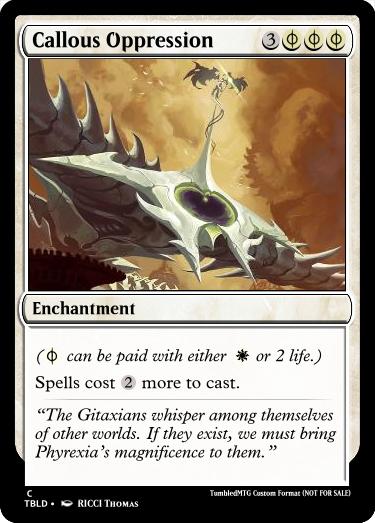 Callous Oppression 3
Enchantment
( can be paid with either or 2 life.)
Spells cost 2 more to cast.
“The Gitaxians whisper among themselves
of other worlds. If they exist, we must bring
Phyrexia’s magnificence to them.”
C
TBLD • RICCI THOMAS
TumbledMTG Custom Format (NOT FOR SALE)